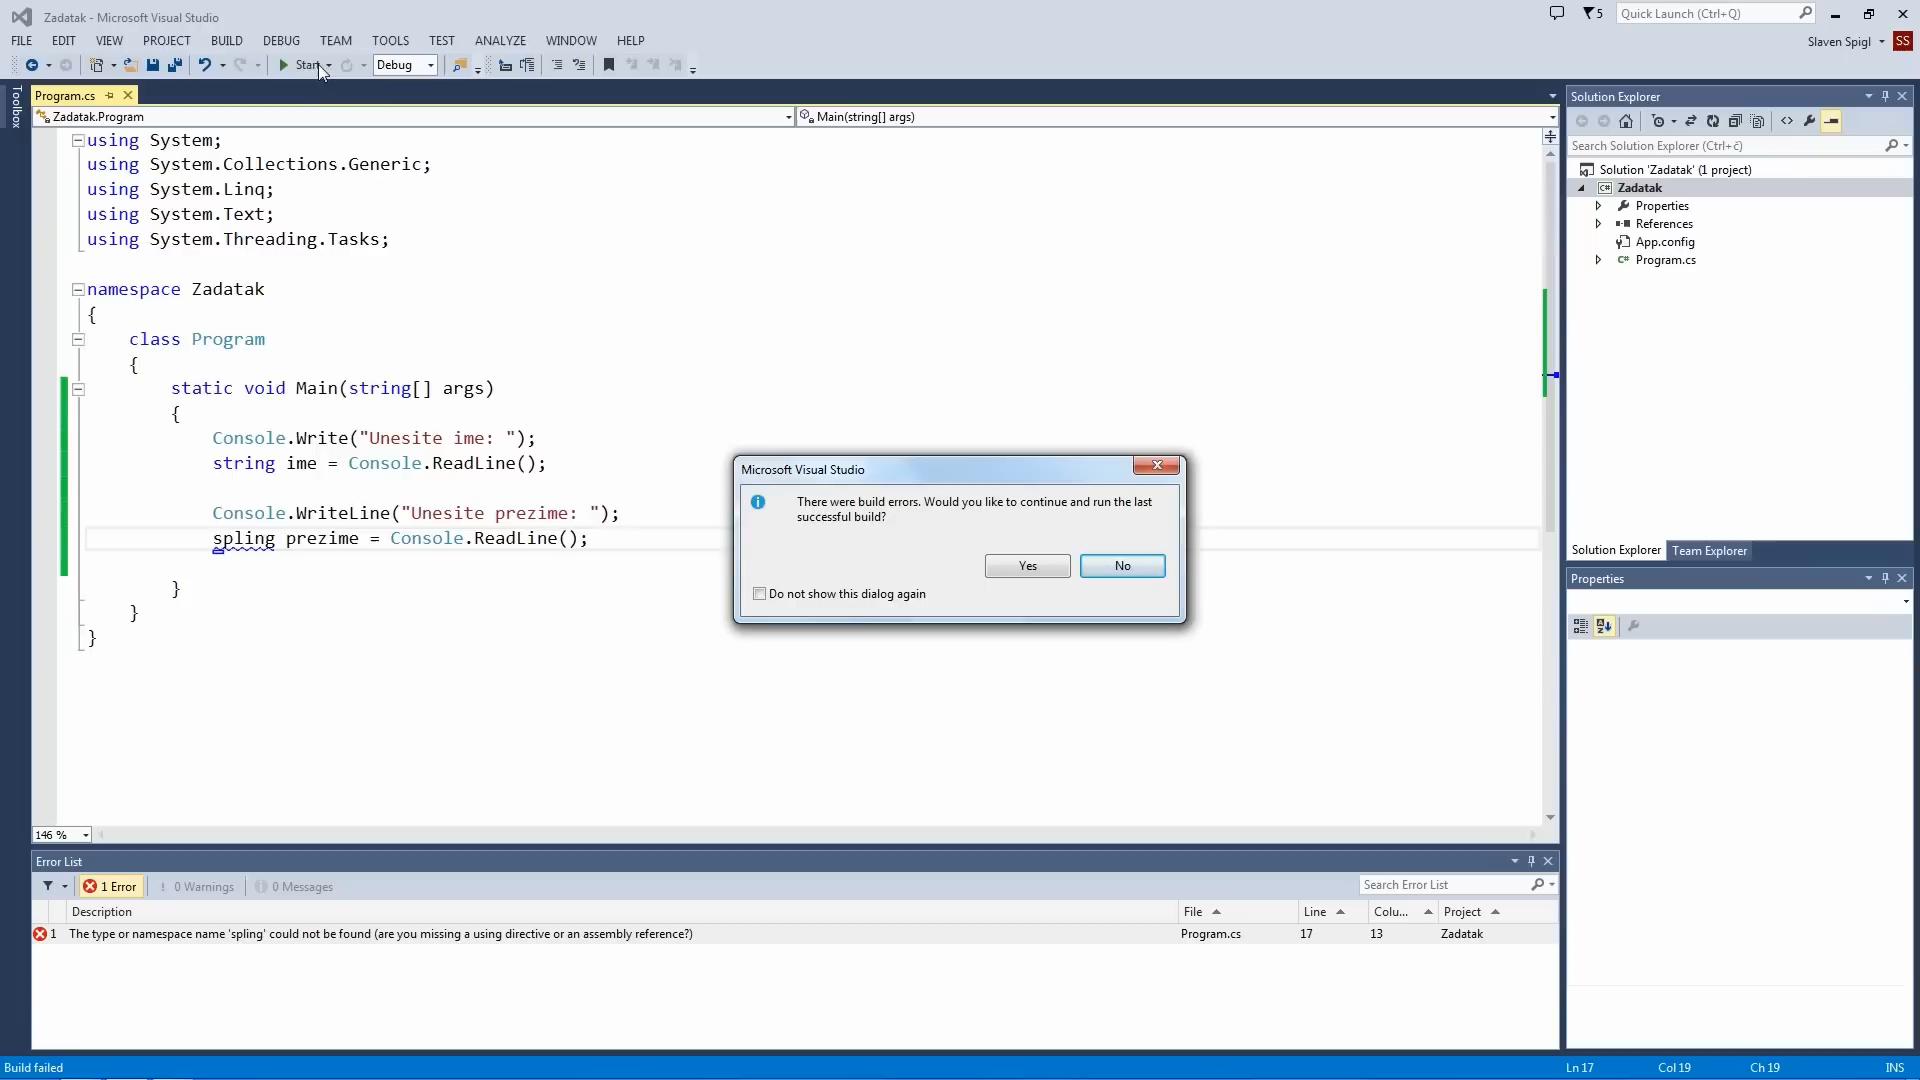 Zadatak - Microsoft Visual Studio
5
Quick Launch (Ctrl+Q)
FILE EDIT VIEW PROJECT BUILD DEBUG TEAM TOOLS TEST ANALYZE WINDOW HELP
Slaven Spigl SS
Start Debug
Toolbox
Program.cs
Zadatak.Program
Main(string[] args)
using System;
using System.Collections.Generic;
using System.Linq;
using System.Text;
using System.Threading.Tasks;
namespace Zadatak
{
class Program
{
static void Main(string[] args)
{
Console.Write("Unesite ime: ");
string ime = Console.ReadLine();
Console.WriteLine("Unesite prezime: ");
spling prezime = Console.ReadLine();
}
}
}
146 %
Microsoft Visual Studio
There were build errors. Would you like to continue and run the last
successful build?
Yes No
Do not show this dialog again
Solution Explorer
Search Solution Explorer (Ctrl+č)
Solution 'Zadatak' (1 project)
Zadatak
Properties
References
App.config
Program.cs
Solution Explorer Team Explorer
Properties
Error List
1 Error 0 Warnings 0 Messages
Search Error List
Description File Line Colu... Project
1 The type or namespace name 'spling' could not be found (are you missing a using directive or an assembly reference?) Program.cs 17 13 Zadatak
Build failed Ln 17 Col 19 Ch 19 INS